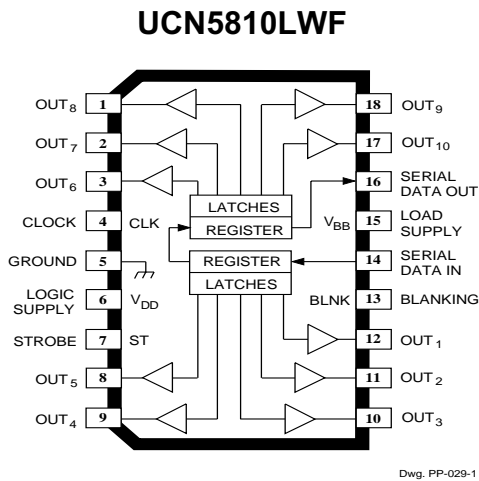 UCN5810LWF
OUT8 1
OUT7 2
OUT6 3
CLOCK 4 CLK
GROUND 5
LOGIC
SUPPLY 6 VDD
STROBE 7 ST
OUT5 8
OUT4 9
LATCHES
REGISTER
REGISTER
LATCHES
18 OUT9
17 OUT10
16 SERIAL
DATA OUT
VBB 15 LOAD
SUPPLY
14 SERIAL
DATA IN
BLNK 13 BLANKING
12 OUT1
11 OUT2
10 OUT3
Dwg. PP-029-1